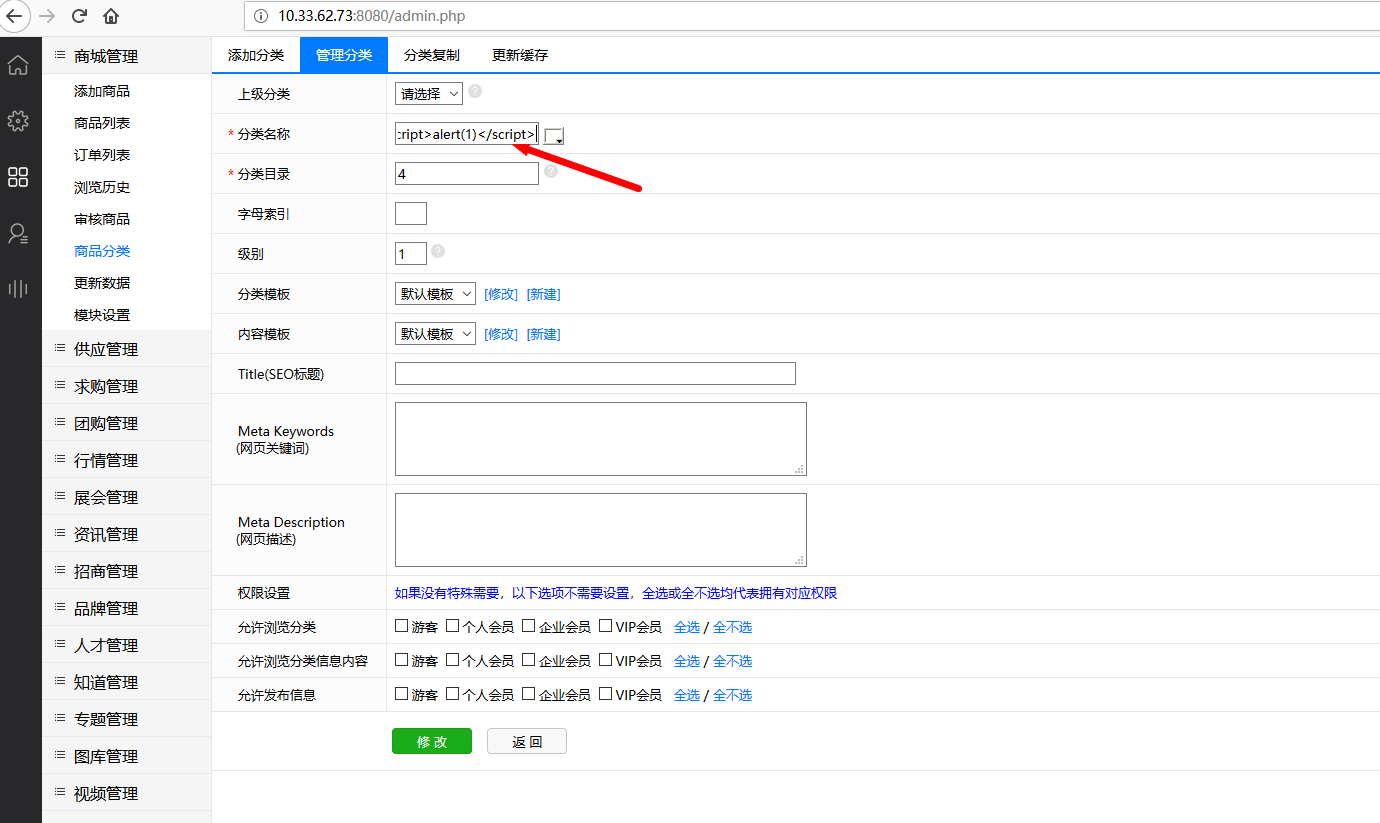 10.33.62.73:8080/admin.php
商城管理
添加商品
商品列表
订单列表
浏览历史
审核商品
商品分类
更新数据
模块设置
供应管理
求购管理
团购管理
行情管理
展会管理
资讯管理
招商管理
品牌管理
人才管理
知道管理
专题管理
图库管理
视频管理
添加分类 管理分类 分类复制 更新缓存
上级分类 请选择 ?
* 分类名称 cript>alert(1)</script>
* 分类目录 4 ?
字母索引
级别 1 ?
分类模板 默认模板 [修改] [新建]
内容模板 默认模板 [修改] [新建]
Title(SEO标题)
Meta Keywords
(网页关键词)
Meta Description
(网页描述)
权限设置 如果没有特殊需要，以下选项不需要设置，全选或全不选均代表拥有对应权限
允许浏览分类 游客 个人会员 企业会员 VIP会员 全选 / 全不选
允许浏览分类信息内容 游客 个人会员 企业会员 VIP会员 全选 / 全不选
允许发布信息 游客 个人会员 企业会员 VIP会员 全选 / 全不选
修 改 返 回